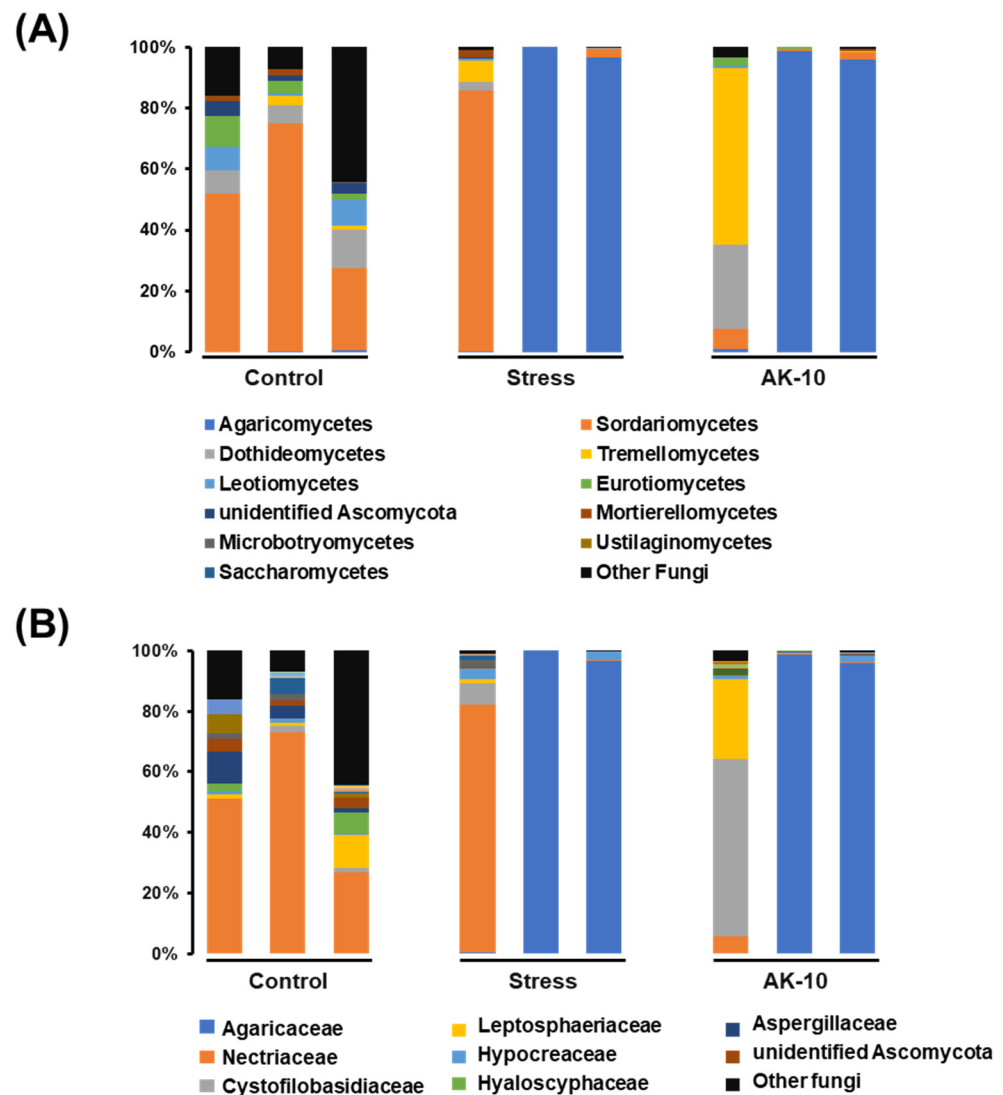 (A)
100%
80%
60%
40%
20%
0%
Control Stress AK-10
Agaricomycetes Sordariomycetes
Dothideomycetes Tremellomycetes
Leotiomycetes Eurotiomycetes
unidentified Ascomycota Mortierellomycetes
Microbotryomycetes Ustilaginomycetes
Saccharomycetes Other Fungi
(B)
100%
80%
60%
40%
20%
0%
Control Stress AK-10
Agaricaceae Leptosphaeriaceae Aspergillaceae
Nectriaceae Hypocreaceae unidentified Ascomycota
Cystofilobasidiaceae Hyaloscyphaceae Other fungi